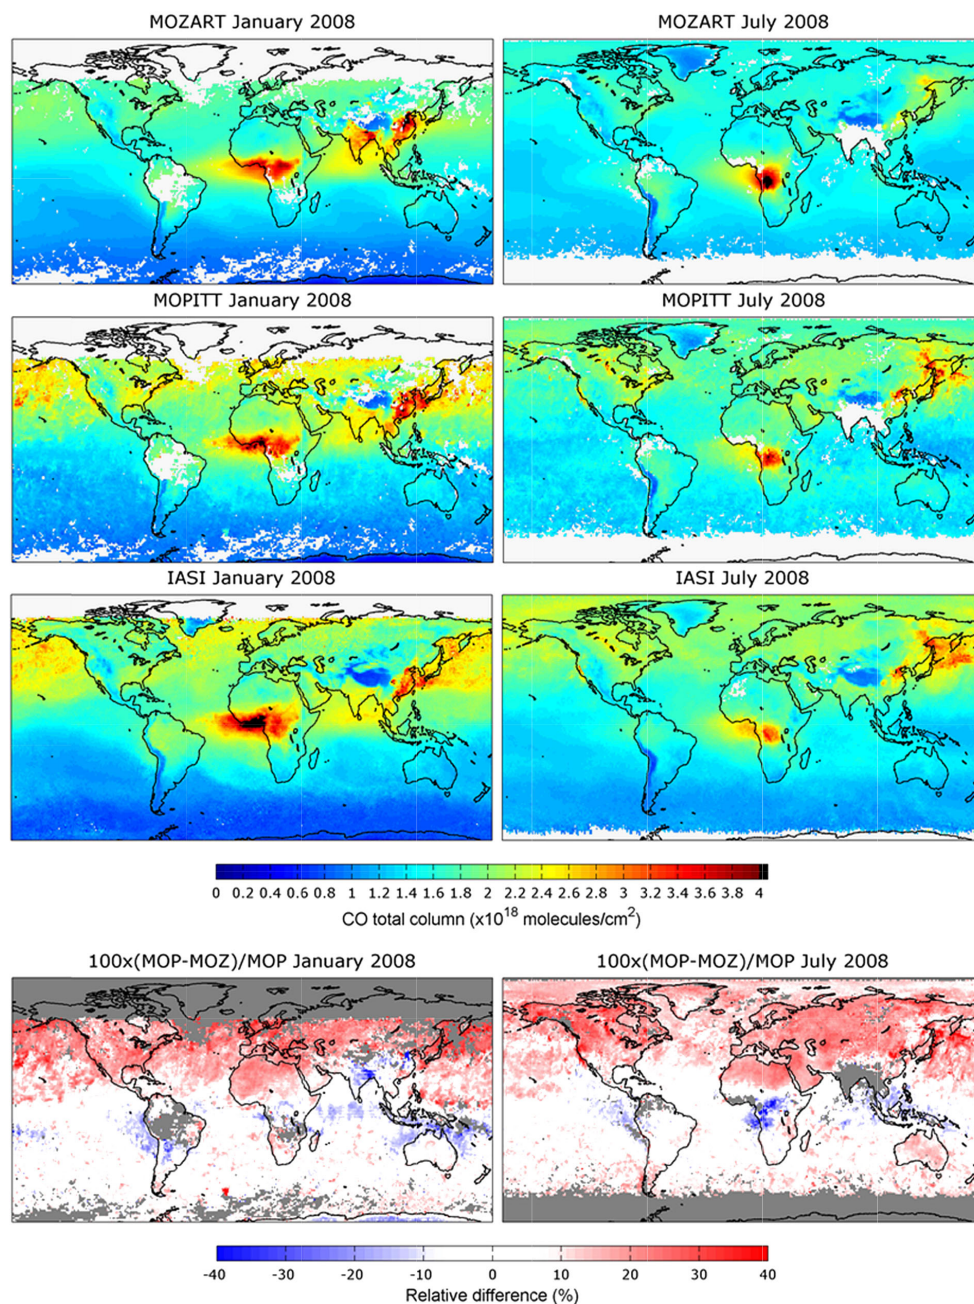 MOZART January 2008
MOZART July 2008
MOPITT January 2008
MOPITT July 2008
IASI January 2008
IASI July 2008
0 0.2 0.4 0.6 0.8 1 1.2 1.4 1.6 1.8 2 2.2 2.4 2.6 2.8 3 3.2 3.4 3.6 3.8 4
CO total column (x10¹⁸ molecules/cm²)
100x(MOP-MOZ)/MOP January 2008
100x(MOP-MOZ)/MOP July 2008
-40 -30 -20 -10 0 10 20 30 40
Relative difference (%)